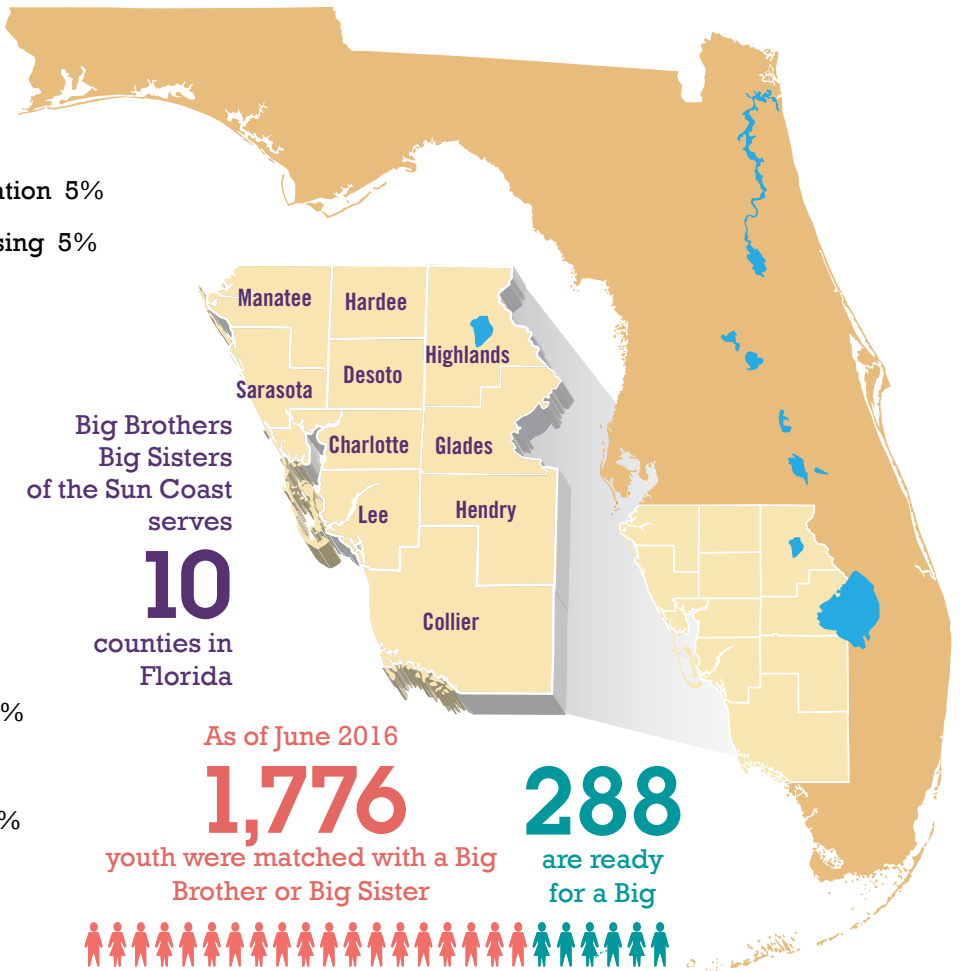 5%
5%
Manatee
Hardee
Highlands
Desoto
Sarasota
Charlotte
Glades
Lee
Hendry
Collier
Big Brothers
Big Sisters
of the Sun Coast
serves
10
counties in
Florida
%
%
As of June 2016
1,776
youth were matched with a Big
Brother or Big Sister
288
are ready
for a Big